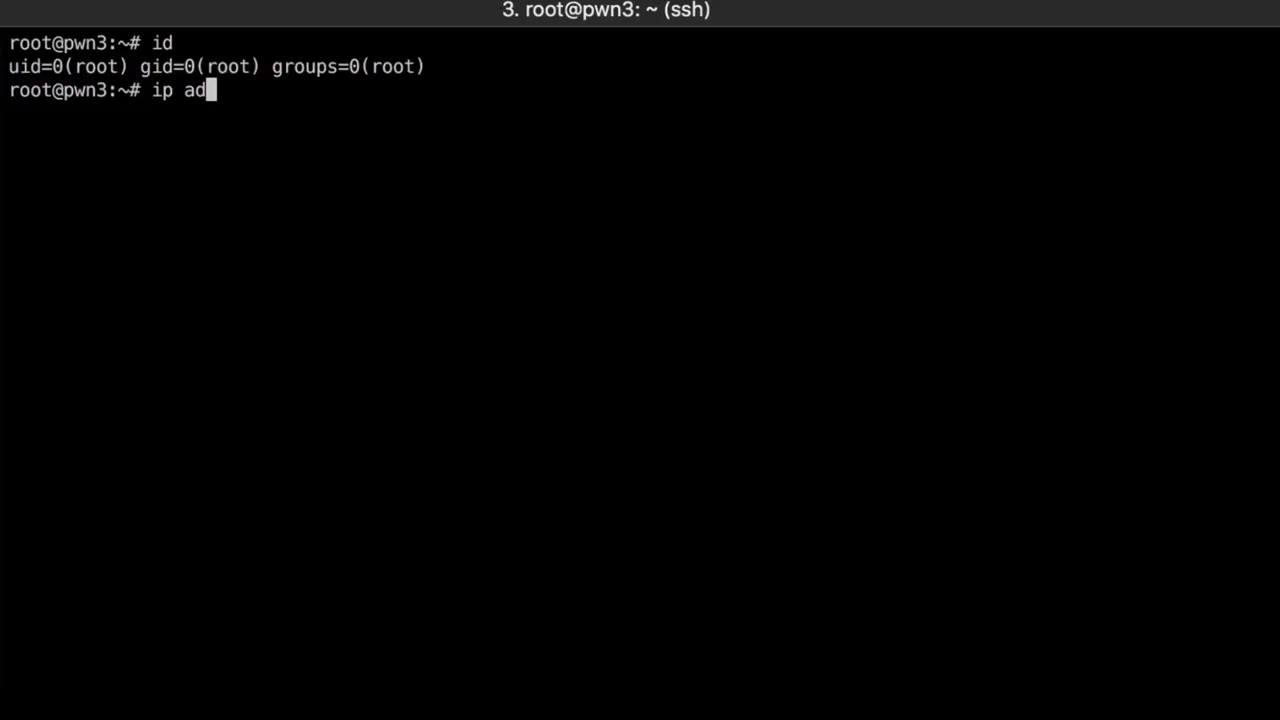 3. root@pwn3: ~ (ssh)
root@pwn3:~# id
uid=0(root) gid=0(root) groups=0(root)
root@pwn3:~# ip ad